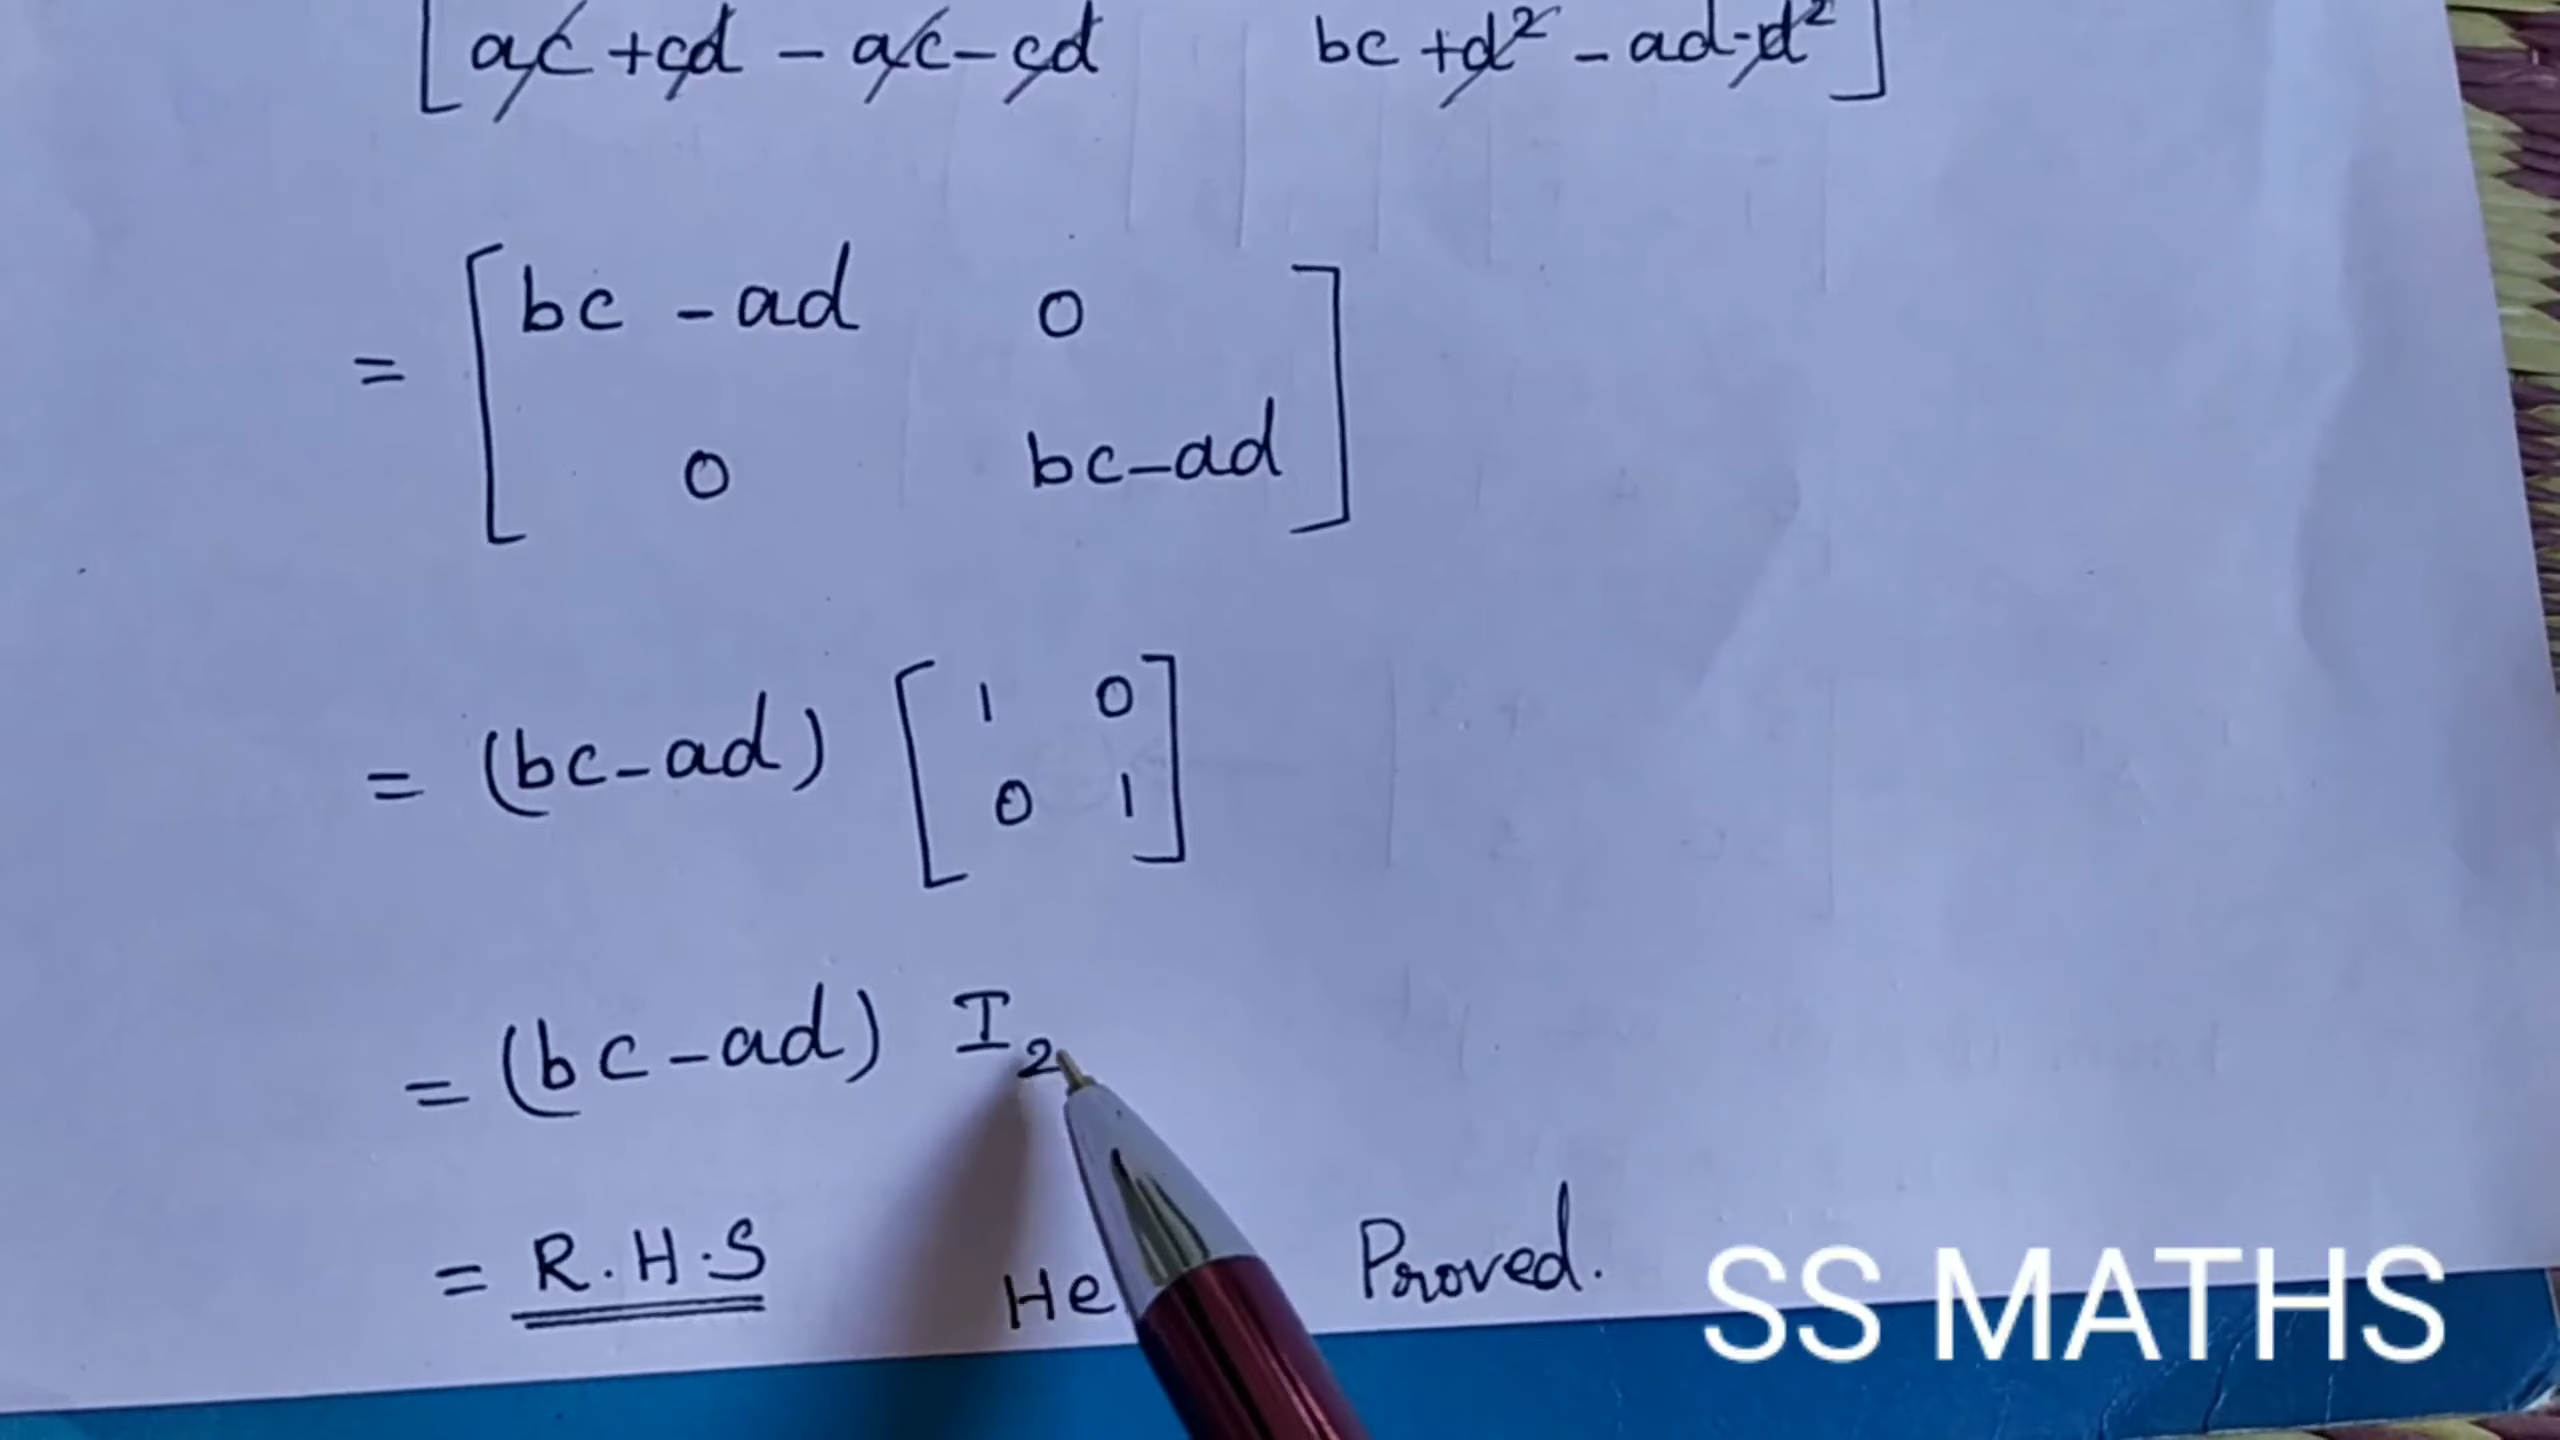 [ac + cd - ac - cd bc + d² - ad - d²]
= [bc - ad 0
0 bc - ad]
= (bc - ad) [1 0
0 1]
= (bc - ad) I₂
= R.H.S Proved.
SS MATHS